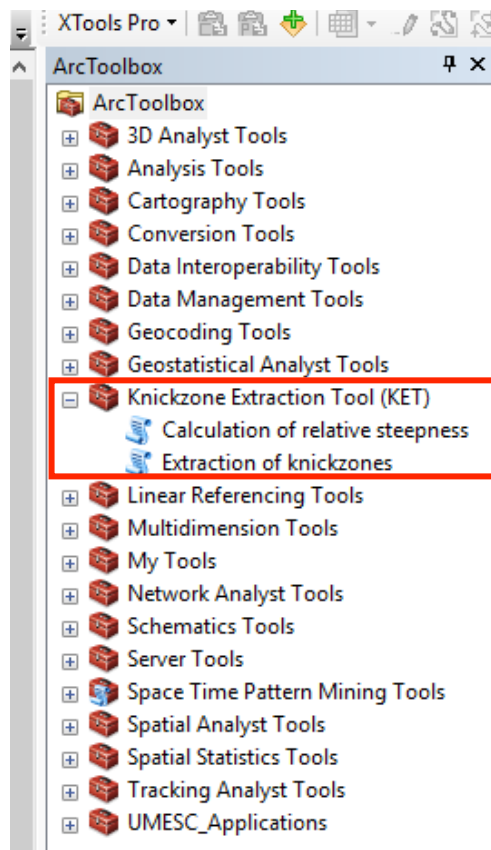 XTools Pro
ArcToolbox
ArcToolbox
3D Analyst Tools
Analysis Tools
Cartography Tools
Conversion Tools
Data Interoperability Tools
Data Management Tools
Geocoding Tools
Geostatistical Analyst Tools
Knickzone Extraction Tool (KET)
Calculation of relative steepness
Extraction of knickzones
Linear Referencing Tools
Multidimension Tools
My Tools
Network Analyst Tools
Schematics Tools
Server Tools
Space Time Pattern Mining Tools
Spatial Analyst Tools
Spatial Statistics Tools
Tracking Analyst Tools
UMESC_Applications